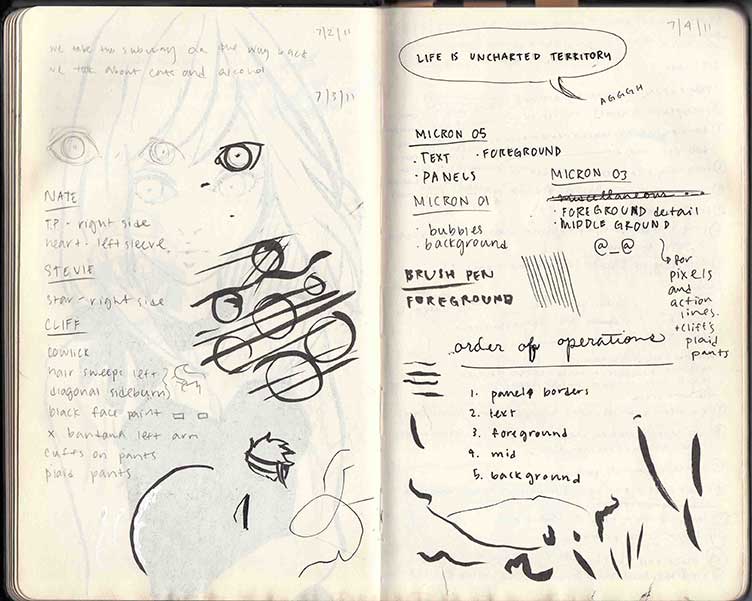 7/2/11
we take the subway on the way back
we talk about cats and alcohol
7/3/11
NATE
T.P - right side
heart - left sleeve
STEVIE
star - right side
CLIFF
cowlick
hair sweeps left
diagonal sideburn
black face paint
x bandana left arm
cuffs on pants
plaid pants
7/4/11
LIFE IS UNCHARTED TERRITORY
AGGGH
MICRON 05
· TEXT · FOREGROUND
· PANELS
MICRON 03
miscellaneous
· FOREGROUND detail
· MIDDLE GROUND
MICRON 01
· bubbles
· background
@_@
for
pixels
and
action
lines.
+cliff's
plaid
pants
BRUSH PEN
FOREGROUND
order of operations
1. panel borders
2. text
3. foreground
4. mid
5. background